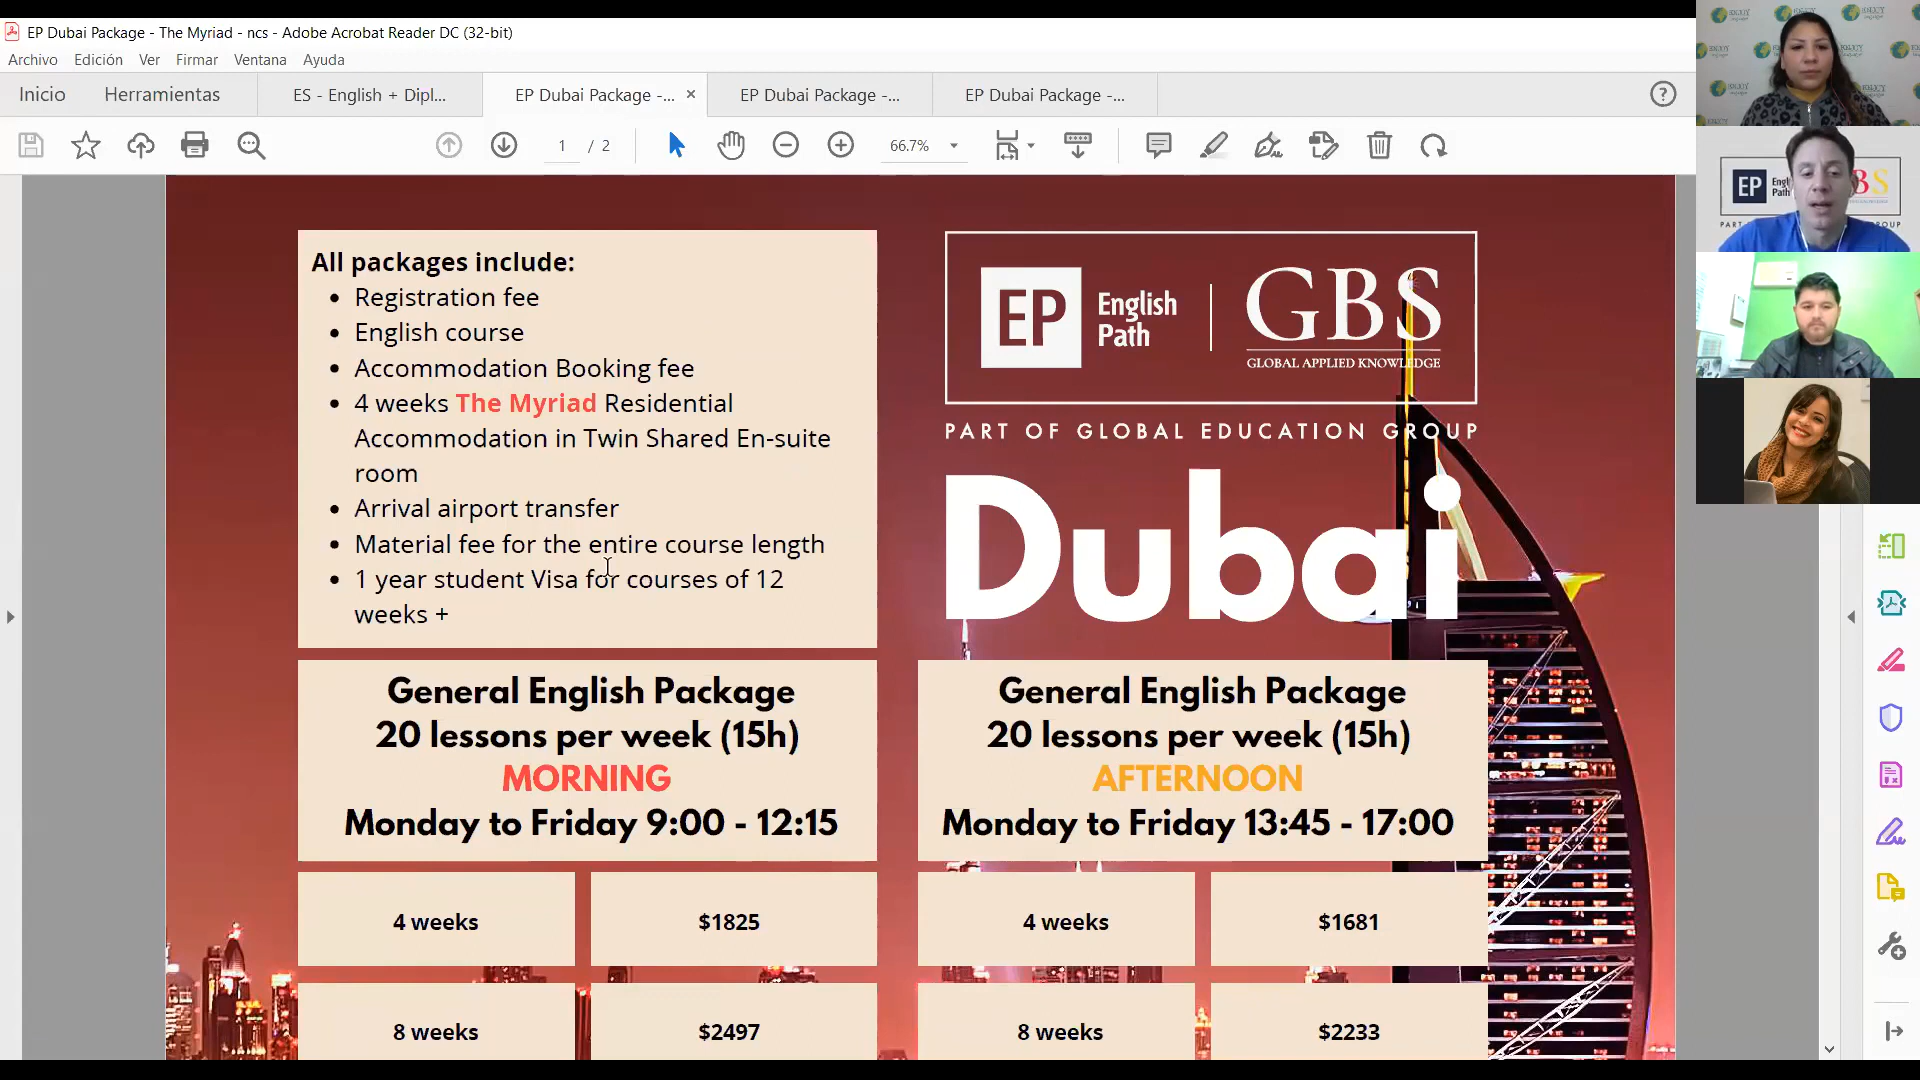 EP Dubai Package - The Myriad - ncs - Adobe Acrobat Reader DC (32-bit)
Archivo Edición Ver Firmar Ventana Ayuda
Inicio Herramientas ES - English + Dipl... EP Dubai Package -... EP Dubai Package -... EP Dubai Package -...
1 / 2 66.7%
All packages include:
• Registration fee
• English course
• Accommodation Booking fee
• 4 weeks The Myriad Residential
Accommodation in Twin Shared En-suite
room
• Arrival airport transfer
• Material fee for the entire course length
• 1 year student Visa for courses of 12
weeks +
EP English
Path
GBS
GLOBAL APPLIED KNOWLEDGE
PART OF GLOBAL EDUCATION GROUP
Dubai
General English Package
20 lessons per week (15h)
MORNING
Monday to Friday 9:00 - 12:15
General English Package
20 lessons per week (15h)
AFTERNOON
Monday to Friday 13:45 - 17:00
4 weeks $1825 4 weeks $1681
8 weeks $2497 8 weeks $2233
EP